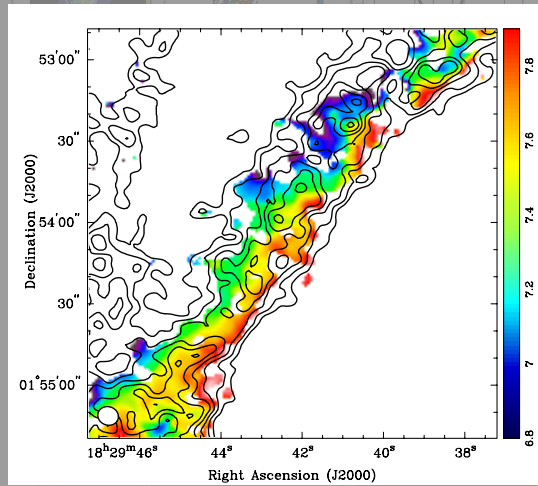 53'00"
30"
54'00"
30"
01°55'00"
Declination (J2000)
18ʰ29ᵐ46ˢ
44ˢ
42ˢ
40ˢ
38ˢ
Right Ascension (J2000)
7.8
7.6
7.4
7.2
7
6.8